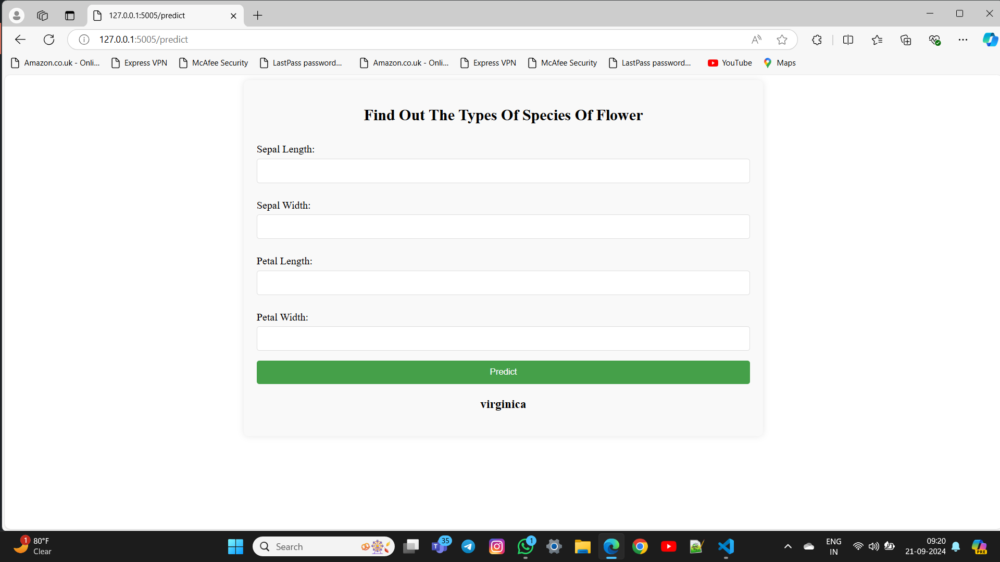 127.0.0.1:5005/predict
127.0.0.1:5005/predict
Amazon.co.uk - Onli... Express VPN McAfee Security LastPass password... Amazon.co.uk - Onli... Express VPN McAfee Security LastPass password... YouTube Maps
Find Out The Types Of Species Of Flower
Sepal Length:
Sepal Width:
Petal Length:
Petal Width:
Predict
virginica
1 80°F
Clear
Search
35
1
ENG
IN
09:20
21-09-2024
PRE